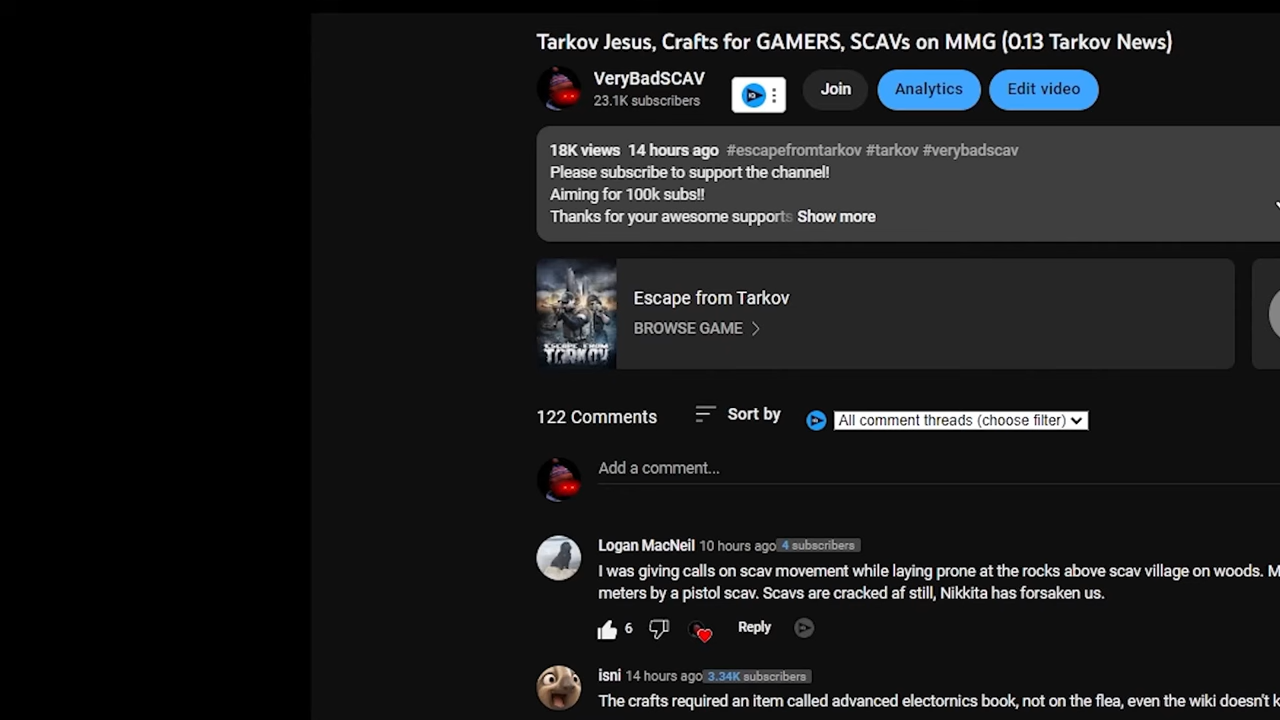 Tarkov Jesus, Crafts for GAMERS, SCAVs on MMG (0.13 Tarkov News)
VeryBadSCAV
23.1K subscribers
Join
Analytics
Edit video
18K views 14 hours ago #escapefromtarkov #tarkov #verybadscav
Please subscribe to support the channel!
Aiming for 100k subs!!
Thanks for your awesome supports Show more
ESCAPE FROM
TARKOV
Escape from Tarkov
BROWSE GAME
122 Comments
Sort by
All comment threads (choose filter)
Add a comment...
Logan MacNeil 10 hours ago 4 subscribers
I was giving calls on scav movement while laying prone at the rocks above scav village on woods. M
meters by a pistol scav. Scavs are cracked af still, Nikkita has forsaken us.
6
Reply
isni 14 hours ago 3.34K subscribers
The crafts required an item called advanced electornics book, not on the flea, even the wiki doesn't k